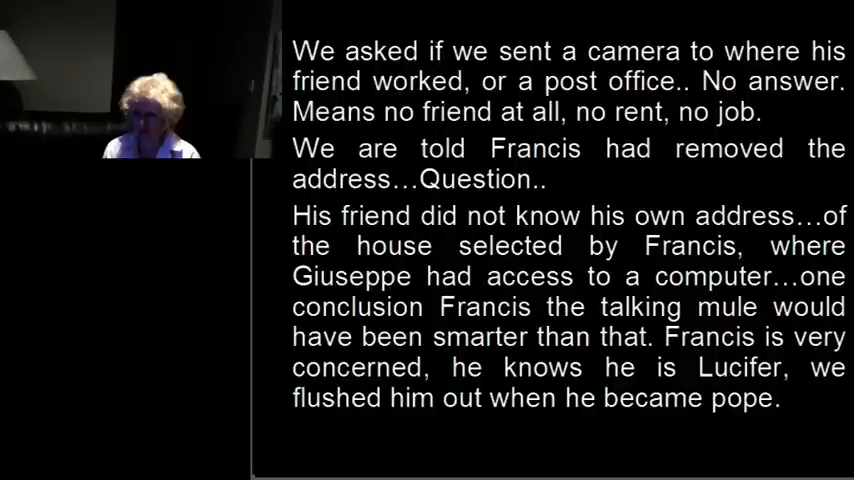 We asked if we sent a camera to where his
friend worked, or a post office.. No answer.
Means no friend at all, no rent, no job.
We are told Francis had removed the
address…Question..
His friend did not know his own address…of
the house selected by Francis, where
Giuseppe had access to a computer…one
conclusion Francis the talking mule would
have been smarter than that. Francis is very
concerned, he knows he is Lucifer, we
flushed him out when he became pope.